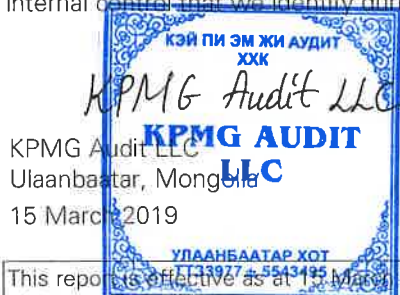 internal control that we identify
КЭЙ ПИ ЭМ ЖИ АУДИТ
ХХК
KPMG Audit LLC
KPMG AUDIT
LLC
KPMG Audit LLC
Ulaanbaatar, Mongolia
15 March 2019
УЛААНБААТАР ХОТ
5543495
This report is effective as at 15 March